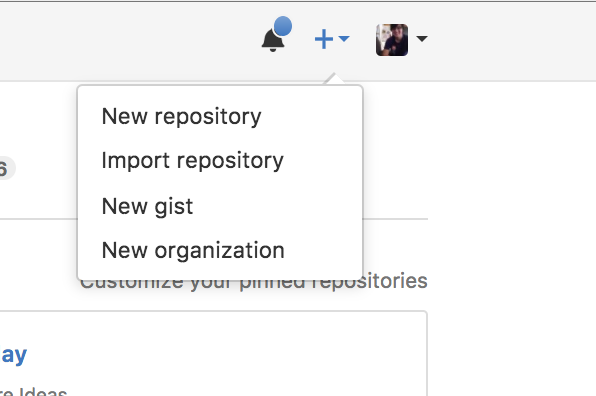 New repository
Import repository
6
New gist
New organization
Customize your pinned repositories
ay
re Ideas